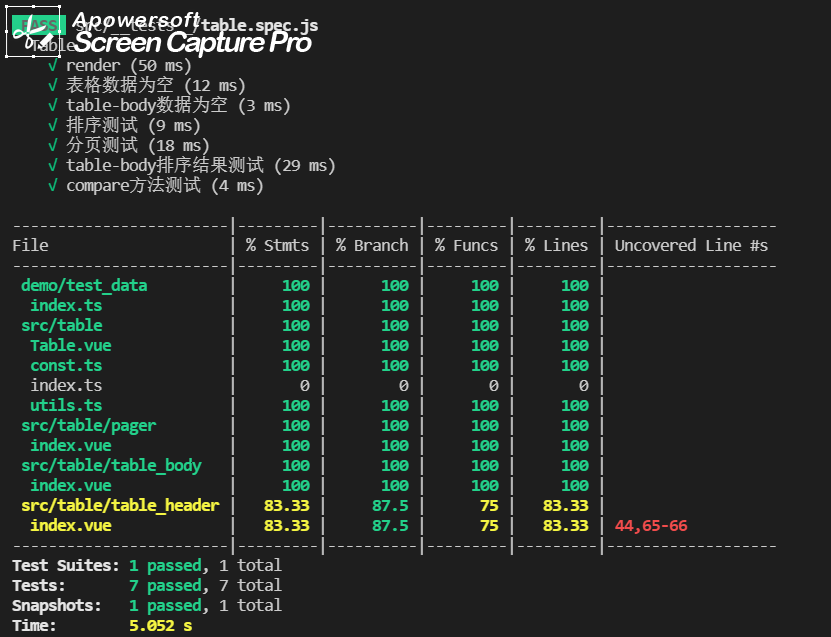 PASS src/__tests__/table.spec.js
Apowersoft
Screen Capture Pro
Table
√ render (50 ms)
√ 表格数据为空 (12 ms)
√ table-body数据为空 (3 ms)
√ 排序测试 (9 ms)
√ 分页测试 (18 ms)
√ table-body排序结果测试 (29 ms)
√ compare方法测试 (4 ms)
------------------------|---------|----------|---------|---------|-------------------
File | % Stmts | % Branch | % Funcs | % Lines | Uncovered Line #s
------------------------|---------|----------|---------|---------|-------------------
demo/test_data | 100 | 100 | 100 | 100 |
index.ts | 100 | 100 | 100 | 100 |
src/table | 100 | 100 | 100 | 100 |
Table.vue | 100 | 100 | 100 | 100 |
const.ts | 100 | 100 | 100 | 100 |
index.ts | 0 | 0 | 0 | 0 |
utils.ts | 100 | 100 | 100 | 100 |
src/table/pager | 100 | 100 | 100 | 100 |
index.vue | 100 | 100 | 100 | 100 |
src/table/table_body | 100 | 100 | 100 | 100 |
index.vue | 100 | 100 | 100 | 100 |
src/table/table_header | 83.33 | 87.5 | 75 | 83.33 |
index.vue | 83.33 | 87.5 | 75 | 83.33 | 44,65-66
------------------------|---------|----------|---------|---------|-------------------
Test Suites: 1 passed, 1 total
Tests: 7 passed, 7 total
Snapshots: 1 passed, 1 total
Time: 5.052 s